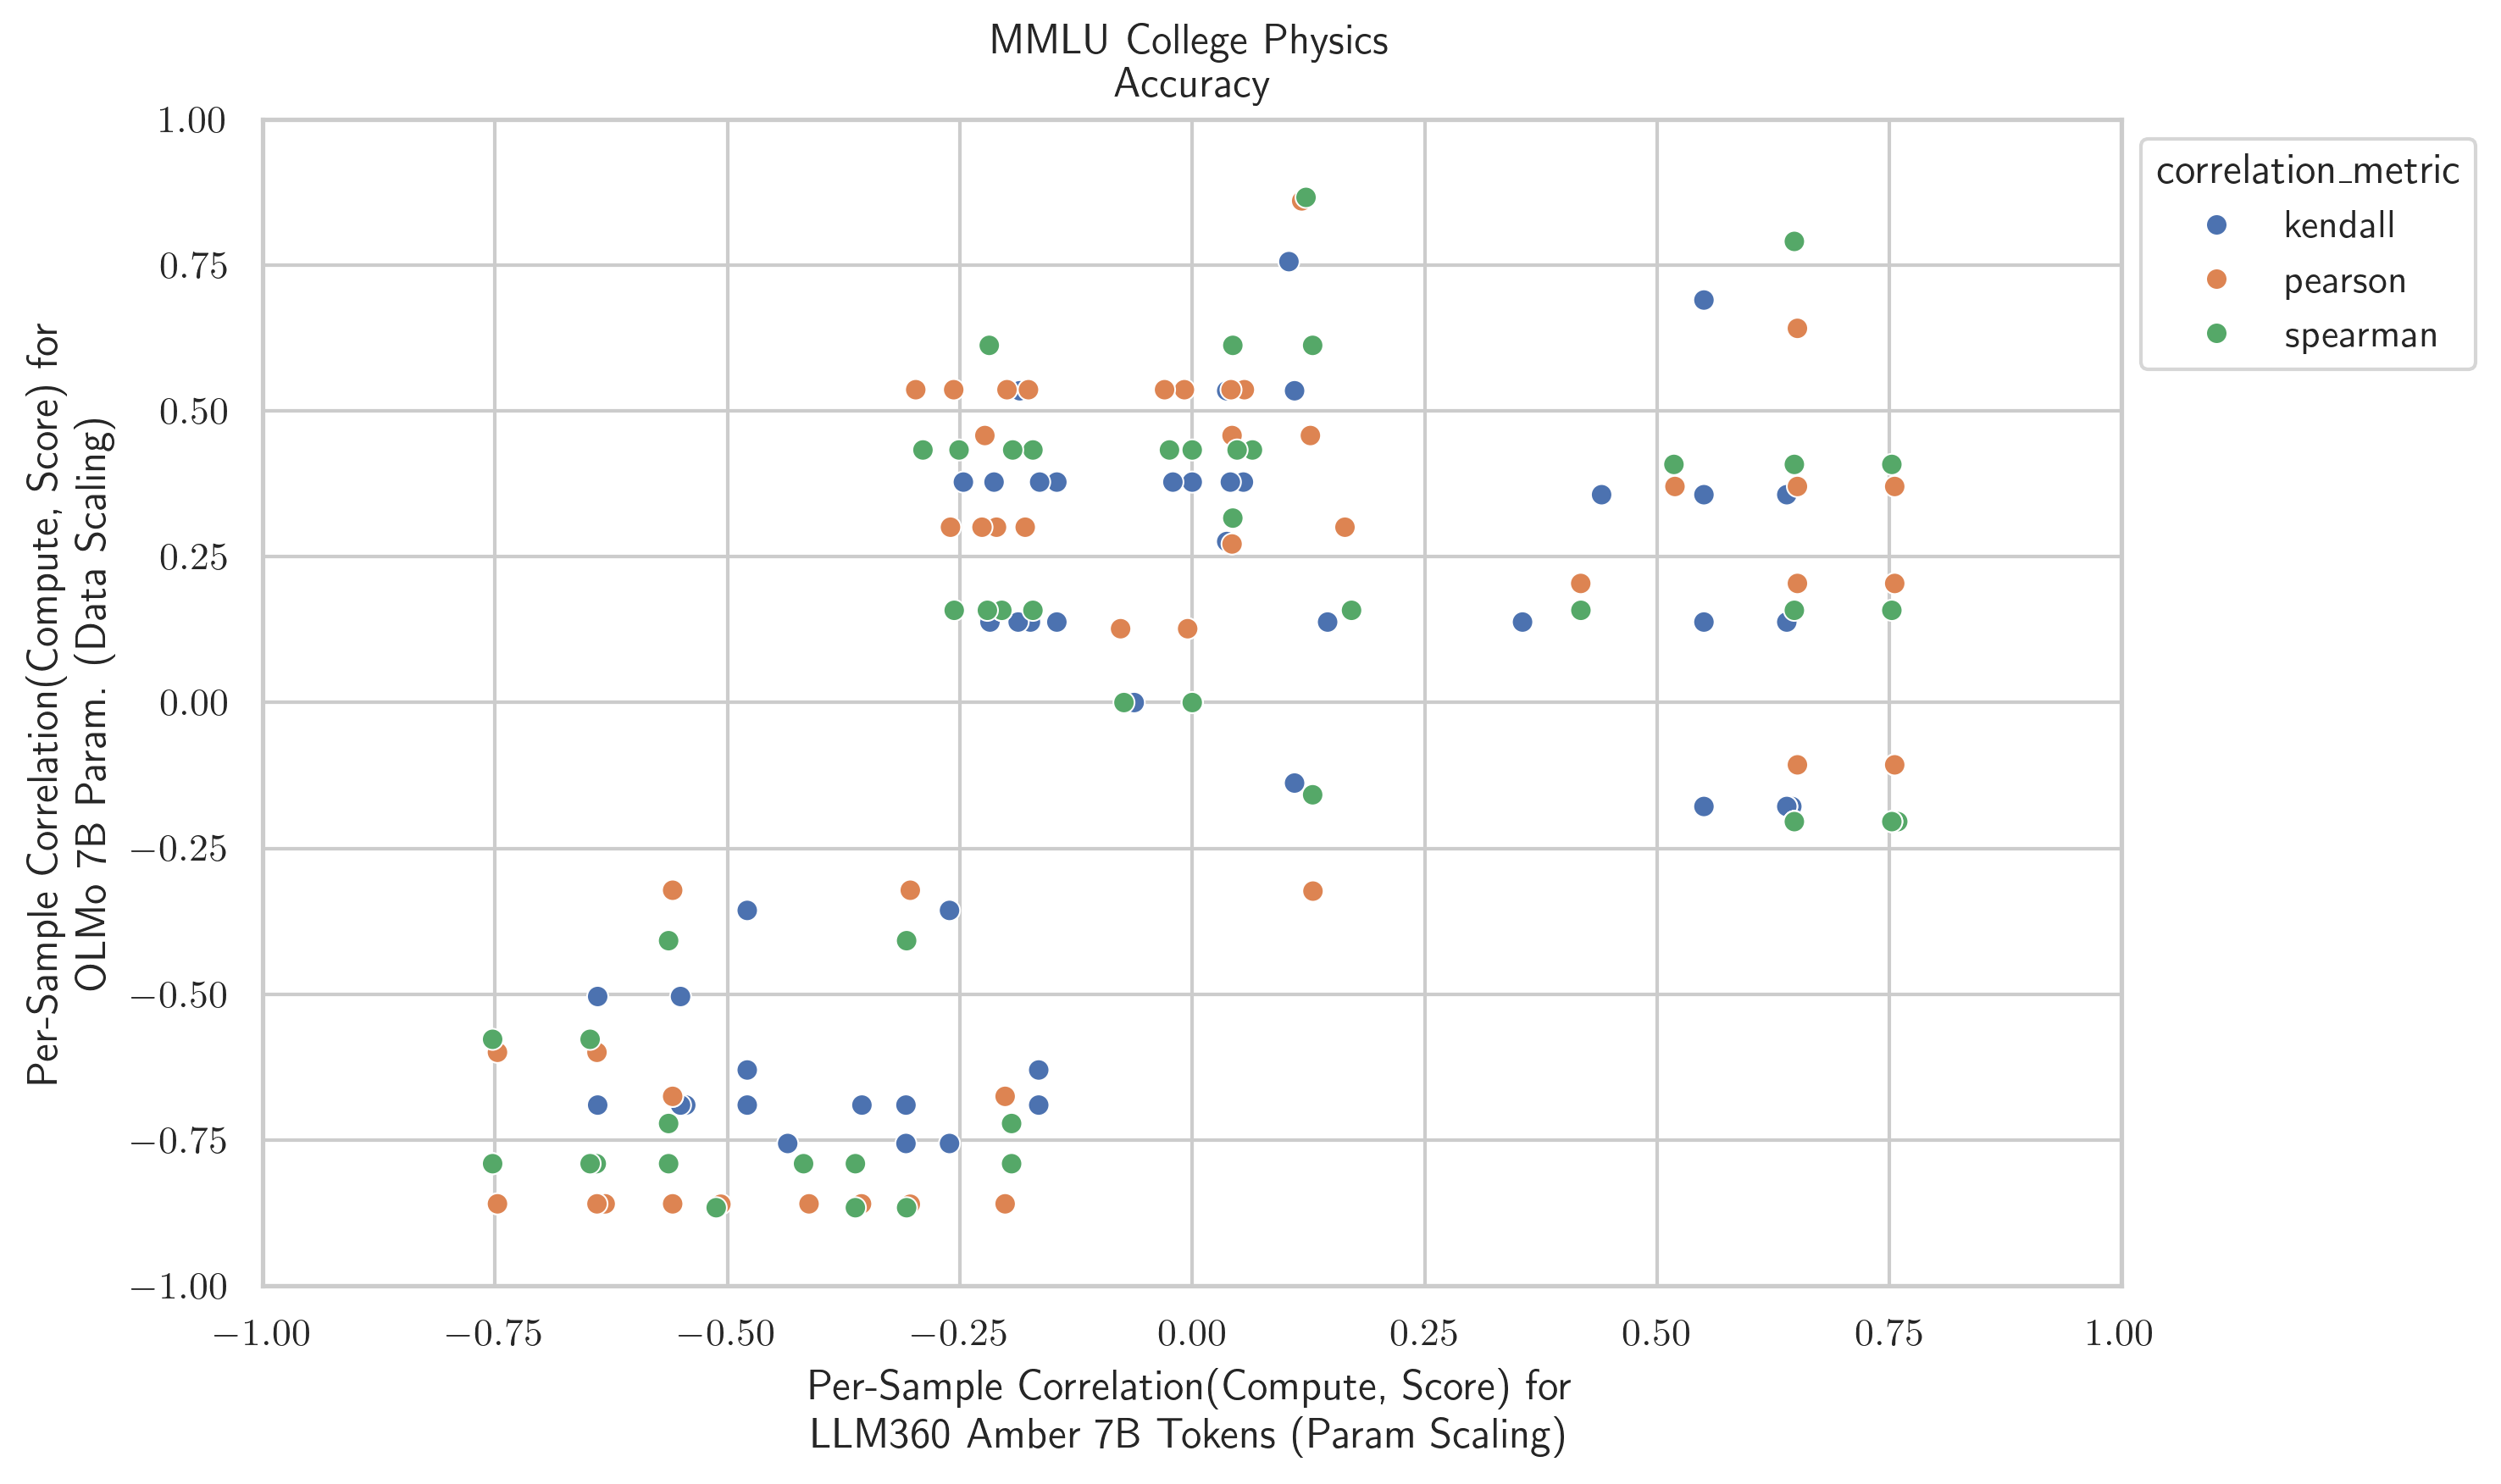 MMLU College Physics
Accuracy
Per-Sample Correlation(Compute, Score) for
OLMo 7B Param. (Data Scaling)
1.00
0.75
0.50
0.25
0.00
−0.25
−0.50
−0.75
−1.00
−1.00 −0.75 −0.50 −0.25 0.00 0.25 0.50 0.75 1.00
Per-Sample Correlation(Compute, Score) for
LLM360 Amber 7B Tokens (Param Scaling)
correlation_metric
kendall
pearson
spearman